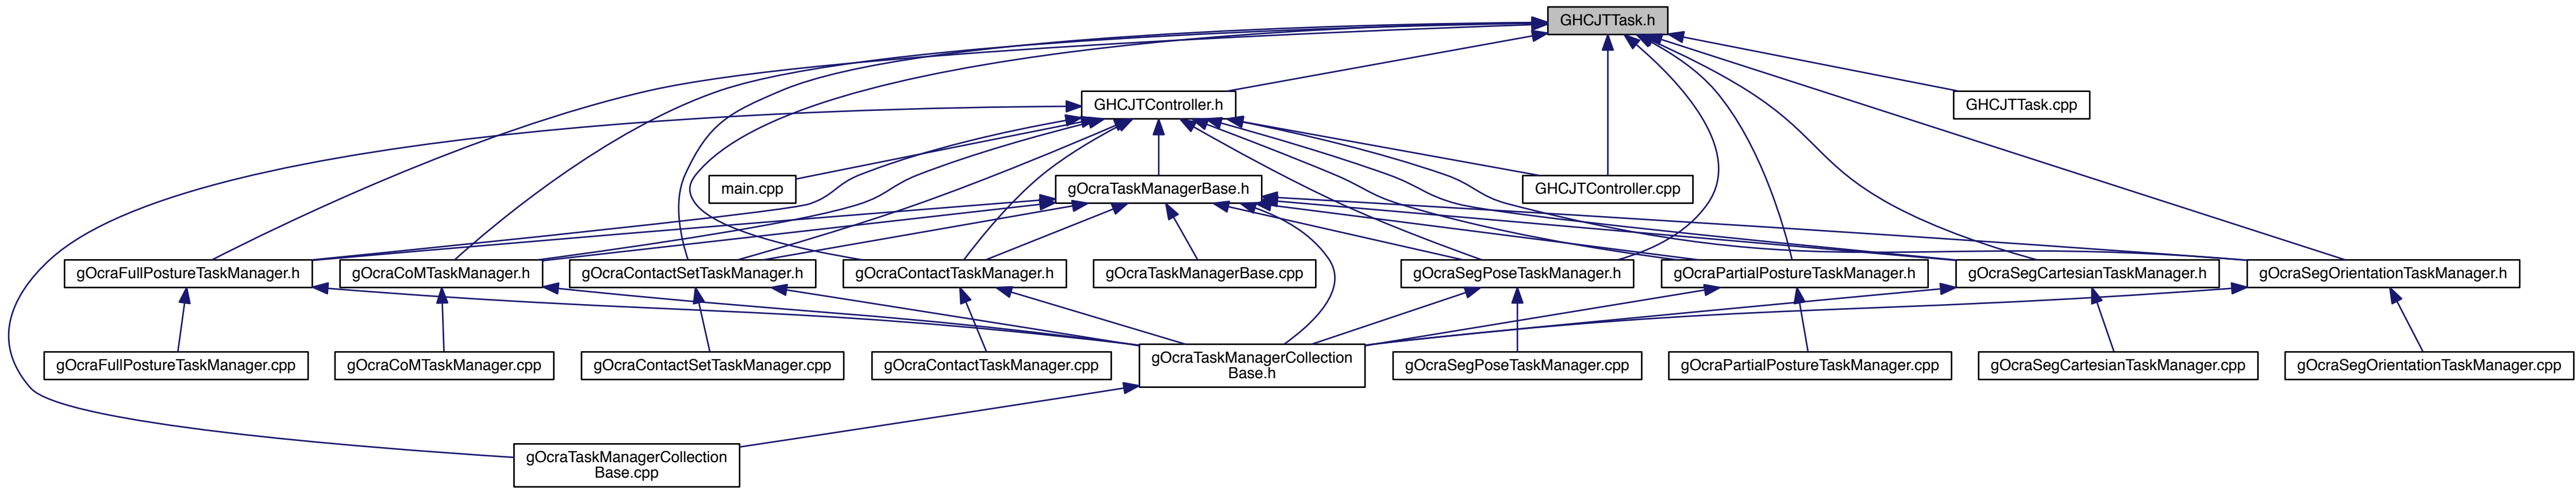 GHCJTTask.h
GHCJTController.h
GHCJTTask.cpp
main.cpp
gOcraTaskManagerBase.h
GHCJTController.cpp
gOcraFullPostureTaskManager.h
gOcraCoMTaskManager.h
gOcraContactSetTaskManager.h
gOcraContactTaskManager.h
gOcraTaskManagerBase.cpp
gOcraSegPoseTaskManager.h
gOcraPartialPostureTaskManager.h
gOcraSegCartesianTaskManager.h
gOcraSegOrientationTaskManager.h
gOcraFullPostureTaskManager.cpp
gOcraCoMTaskManager.cpp
gOcraContactSetTaskManager.cpp
gOcraContactTaskManager.cpp
gOcraTaskManagerCollection
Base.h
gOcraSegPoseTaskManager.cpp
gOcraPartialPostureTaskManager.cpp
gOcraSegCartesianTaskManager.cpp
gOcraSegOrientationTaskManager.cpp
gOcraTaskManagerCollection
Base.cpp